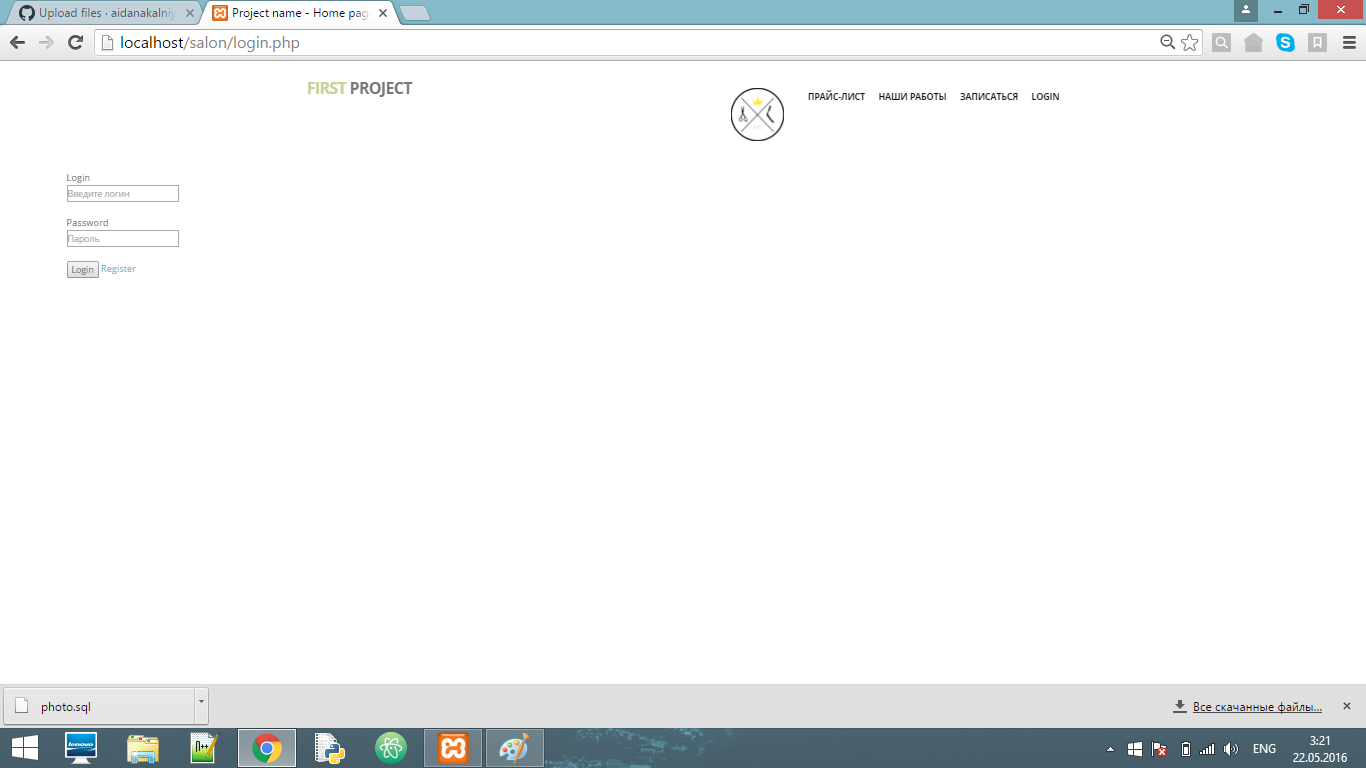 Upload files · aidanakalniy
Project name - Home pag
localhost/salon/login.php
FIRST PROJECT
ПРАЙС-ЛИСТ НАШИ РАБОТЫ ЗАПИСАТЬСЯ LOGIN
Login
Введите логин
Password
Пароль
Login Register
photo.sql
Все скачанные файлы...
lenovo
ENG
3:21
22.05.2016